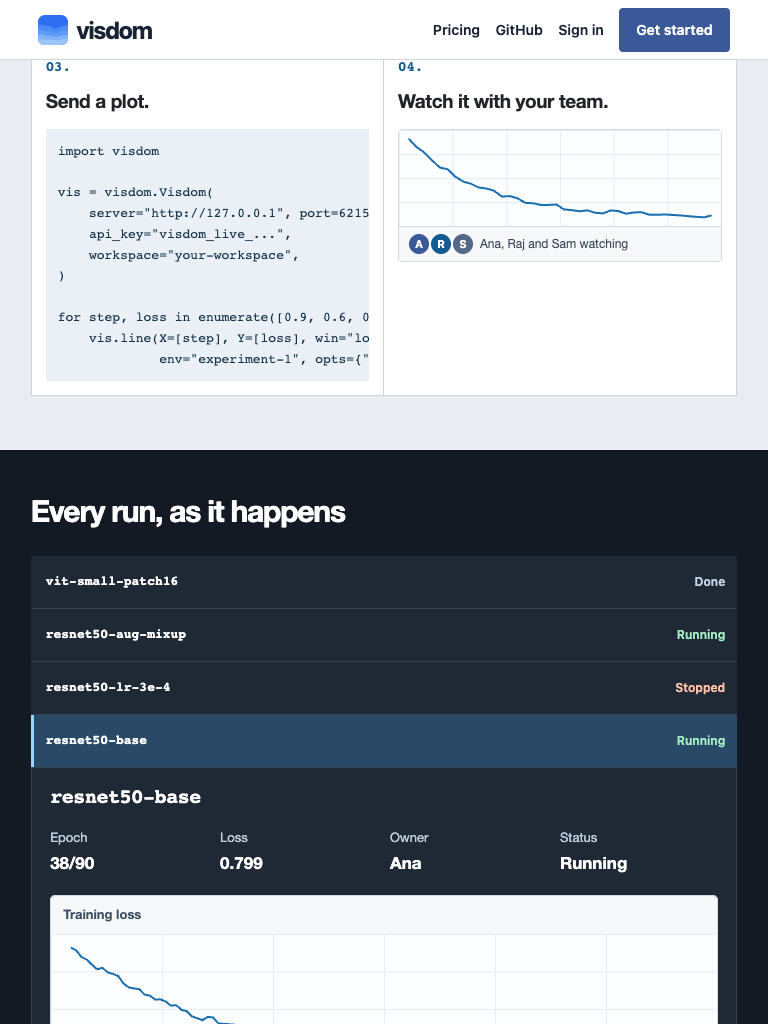 visdom
Pricing GitHub Sign in Get started
03.
Send a plot.
import visdom
vis = visdom.Visdom(
server="http://127.0.0.1", port=6215
api_key="visdom_live_...",
workspace="your-workspace",
)
for step, loss in enumerate([0.9, 0.6, 0
vis.line(X=[step], Y=[loss], win="lo
env="experiment-1", opts={"
04.
Watch it with your team.
A R S Ana, Raj and Sam watching
Every run, as it happens
vit-small-patch16 Done
resnet50-aug-mixup Running
resnet50-lr-3e-4 Stopped
resnet50-base Running
resnet50-base
Epoch Loss Owner Status
38/90 0.799 Ana Running
Training loss